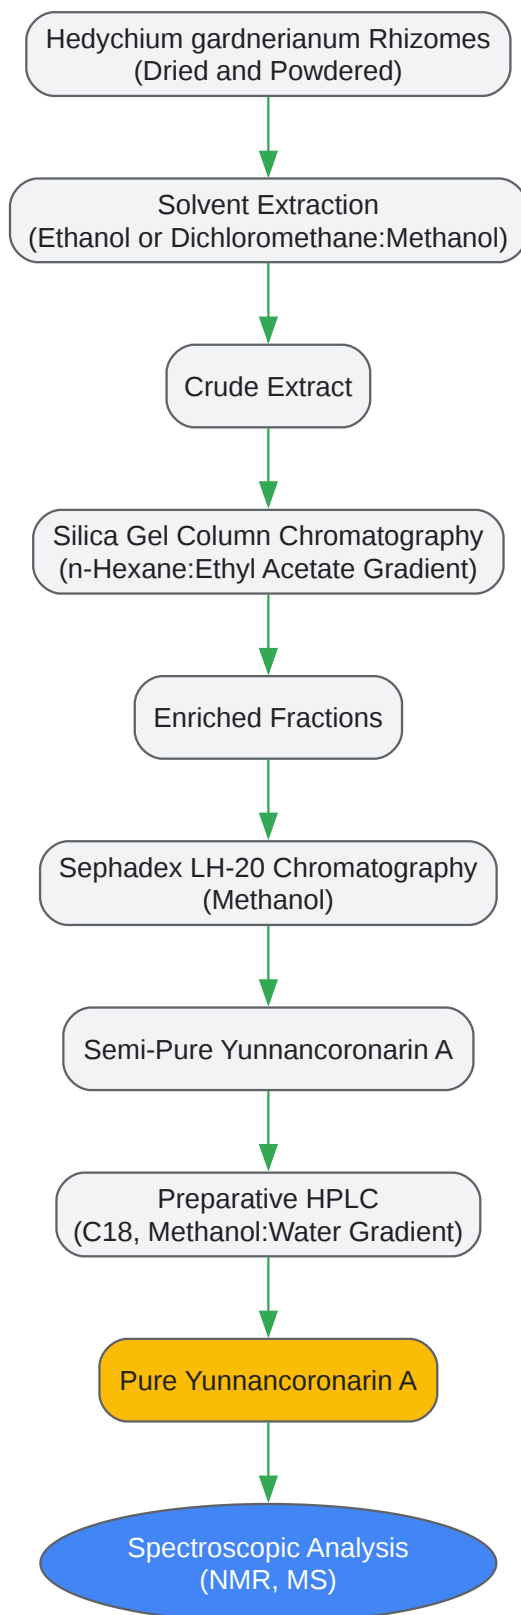 Hedychium gardnerianum Rhizomes
(Dried and Powdered)
Solvent Extraction
(Ethanol or Dichloromethane:Methanol)
Crude Extract
Silica Gel Column Chromatography
(n-Hexane:Ethyl Acetate Gradient)
Enriched Fractions
Sephadex LH-20 Chromatography
(Methanol)
Semi-Pure Yunnancoronarin A
Preparative HPLC
(C18, Methanol:Water Gradient)
Pure Yunnancoronarin A
Spectroscopic Analysis
(NMR, MS)